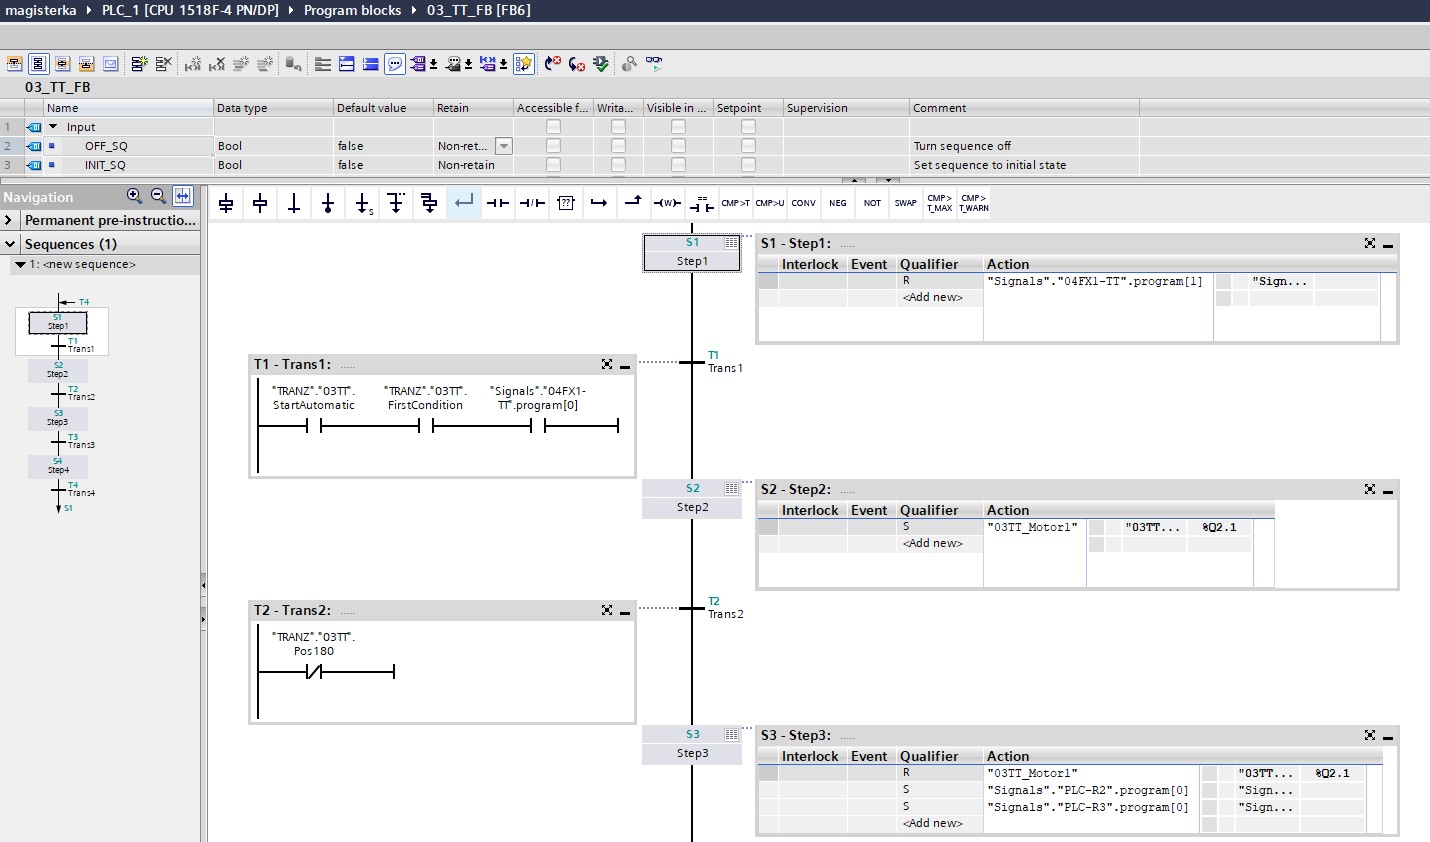 magisterka PLC_1 [CPU 1518F-4 PN/DP] Program blocks 03_TT_FB [FB6]
03_TT_FB
Name Data type Default value Retain Accessible f... Writa... Visible in ... Setpoint Supervision Comment
1 Input
2 OFF_SQ Bool false Non-ret... Turn sequence off
3 INIT_SQ Bool false Non-retain Set sequence to initial state
Navigation
S
??
(W)
CMP>T CMP>U CONV NEG NOT SWAP CMP> T_MAX CMP> T_WARN
Permanent pre-instructio...
Sequences (1)
1: <new sequence>
T4
S1
Step1
T1
Trans1
S2
Step2
T2
Trans2
S3
Step3
T3
Trans3
S4
Step4
T4
Trans4
S1
S1
Step1
S1 - Step1: .....
Interlock Event Qualifier Action
R "Signals"."04FX1-TT".program[1] "Sign...
<Add new>
T1 - Trans1: .....
T1
Trans1
"TRANZ"."03TT". "TRANZ"."03TT". "Signals"."04FX1-
StartAutomatic FirstCondition TT".program[0]
S2
Step2
S2 - Step2: .....
Interlock Event Qualifier Action
S "03TT_Motor1" "03TT... %Q2.1
<Add new>
T2 - Trans2: .....
T2
Trans2
"TRANZ"."03TT".
Pos180
S3
Step3
S3 - Step3: .....
Interlock Event Qualifier Action
R "03TT_Motor1" "03TT... %Q2.1
S "Signals"."PLC-R2".program[0] "Sign...
S "Signals"."PLC-R3".program[0] "Sign...
<Add new>